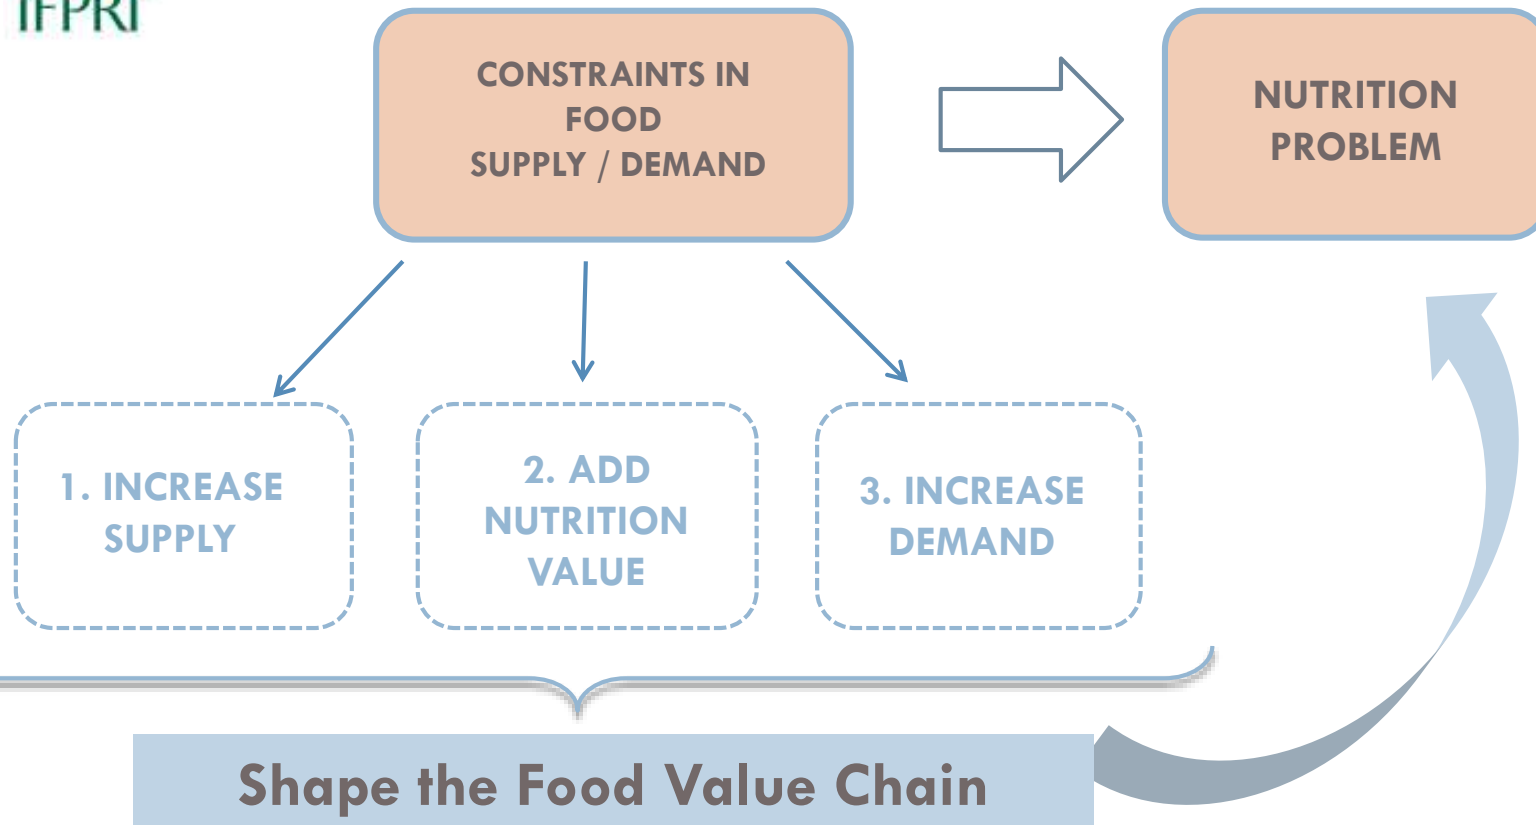 IFPRI
CONSTRAINTS IN
FOOD
SUPPLY / DEMAND
NUTRITION
PROBLEM
1. INCREASE
SUPPLY
2. ADD
NUTRITION
VALUE
3. INCREASE
DEMAND
Shape the Food Value Chain